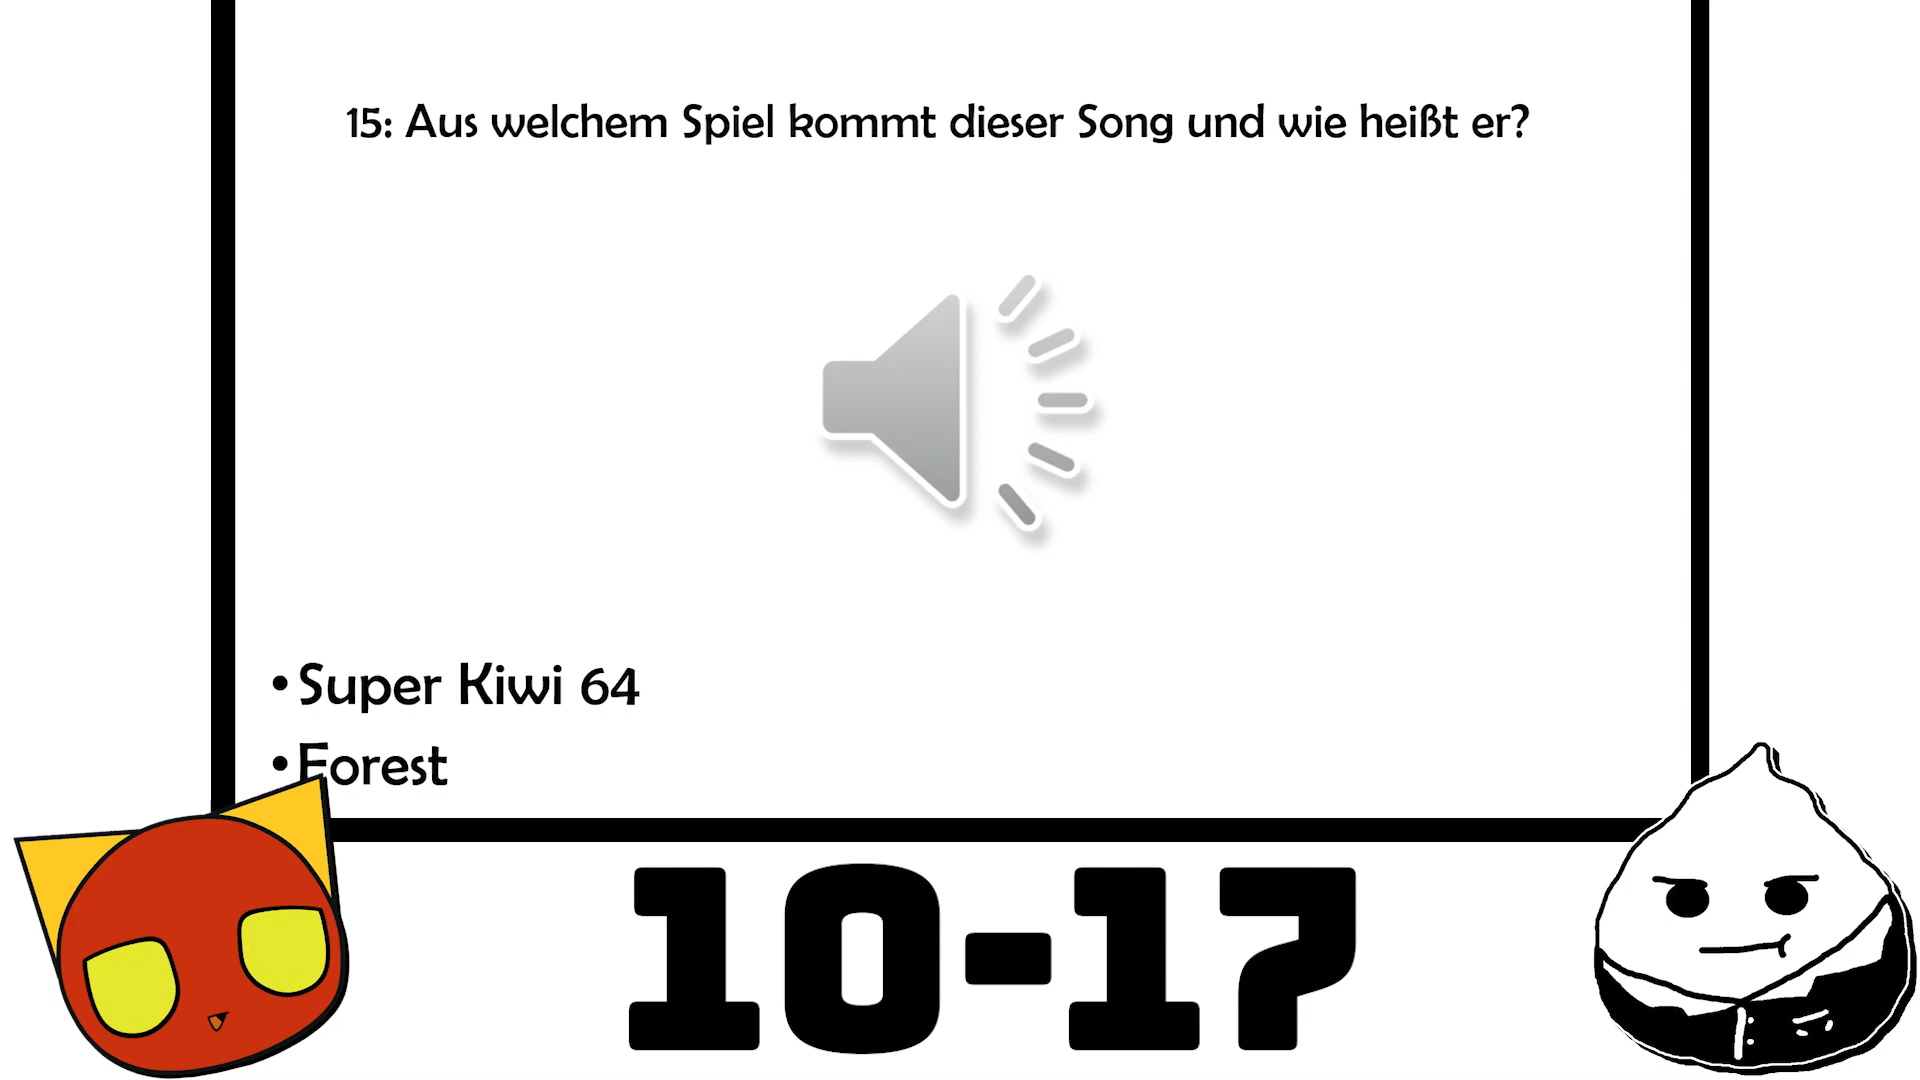 15: Aus welchem Spiel kommt dieser Song und wie heißt er?
• Super Kiwi 64
• Forest
10-17